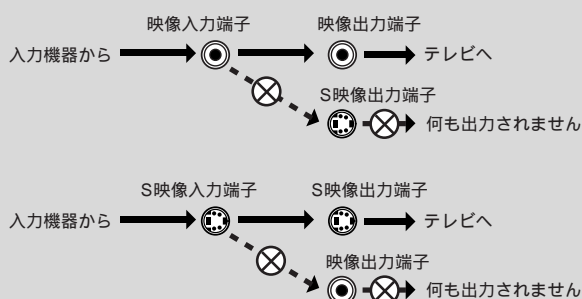 映像入力端子 映像出力端子
入力機器から テレビへ
S映像出力端子
何も出力されません
S映像入力端子 S映像出力端子
入力機器から テレビへ
映像出力端子
何も出力されません